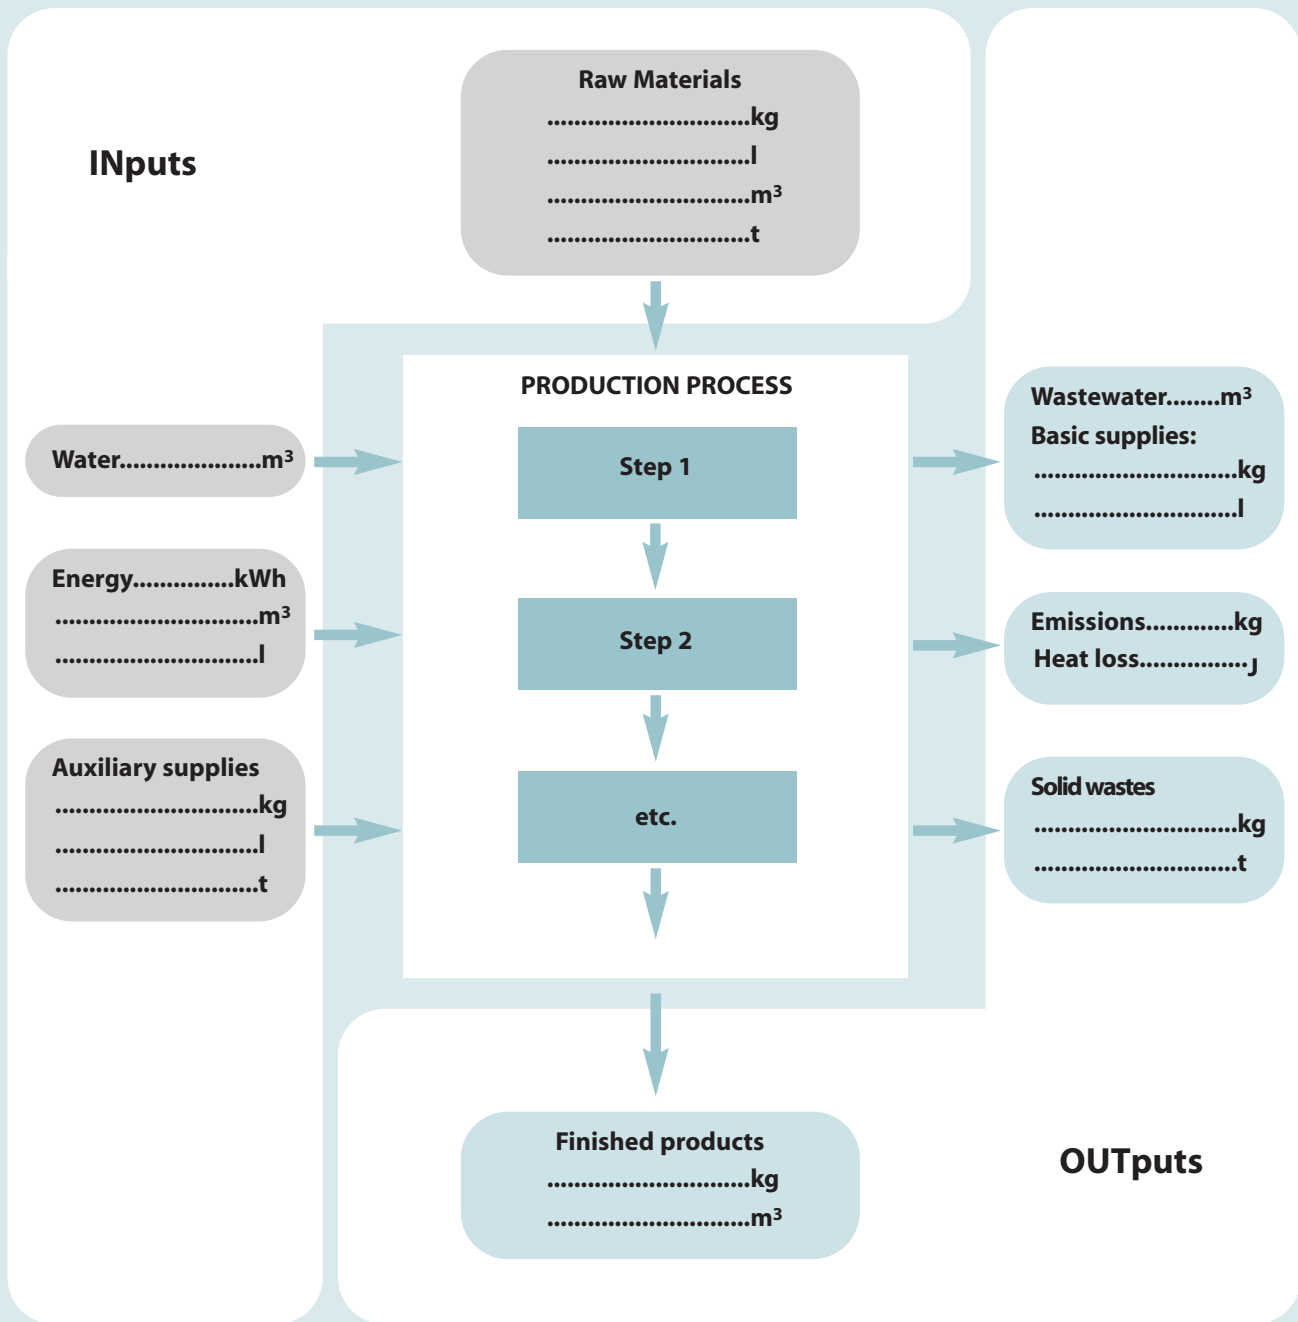 INputs
Raw Materials
..............................kg
..............................l
..............................m³
..............................t
Water.....................m³
Energy...............kWh
..............................m³
..............................l
Auxiliary supplies
..............................kg
..............................l
..............................t
PRODUCTION PROCESS
Step 1
Step 2
etc.
Wastewater........m³
Basic supplies:
..............................kg
..............................l
Emissions.............kg
Heat loss................J
Solid wastes
..............................kg
..............................t
Finished products
..............................kg
..............................m³
OUTputs